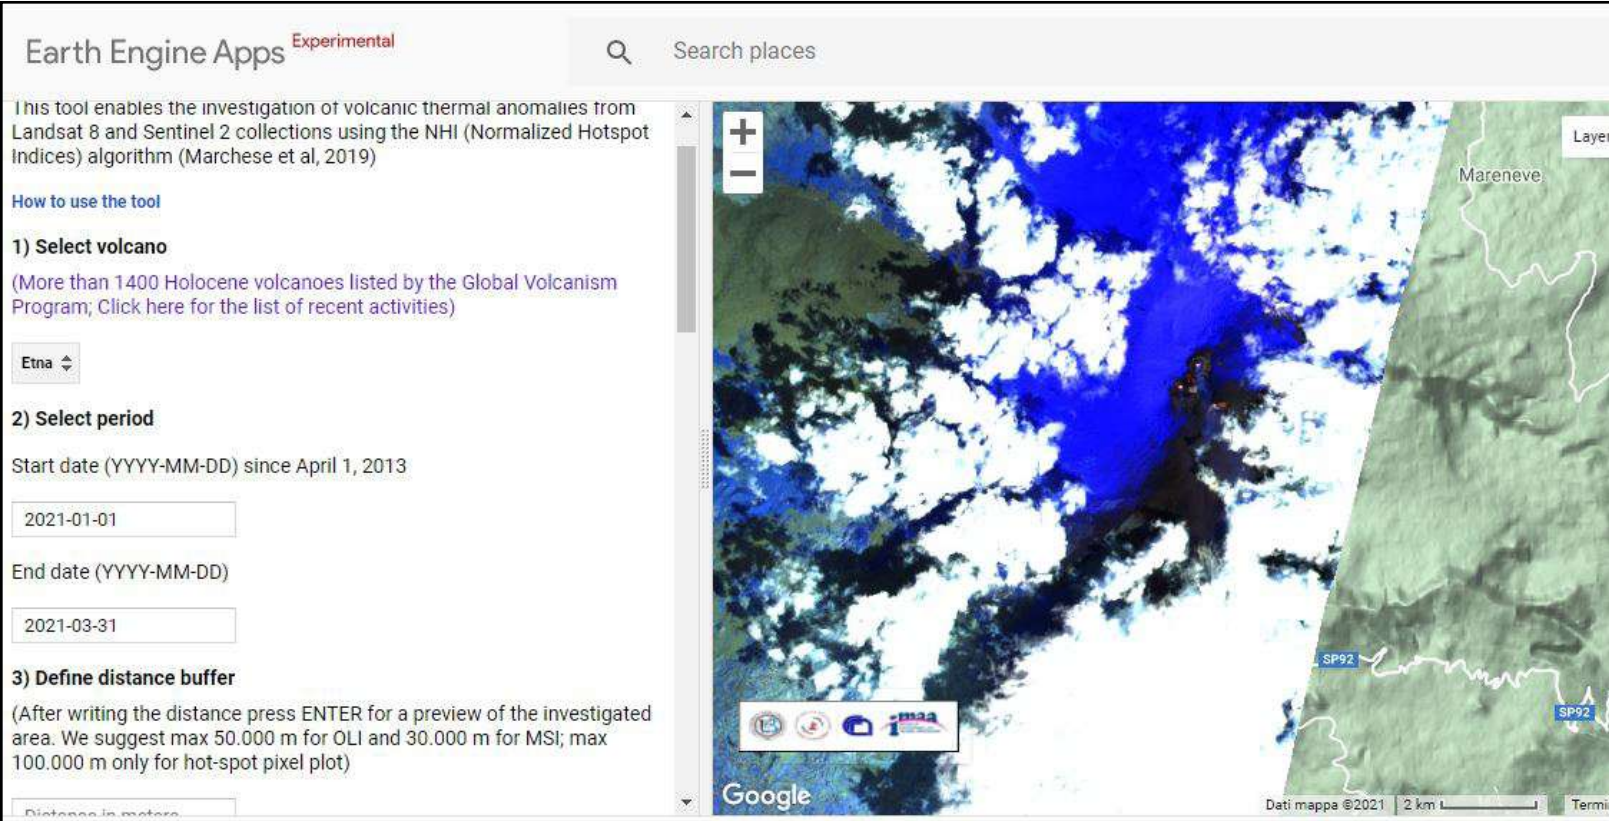 Earth Engine Apps Experimental
Search places
This tool enables the investigation of volcanic thermal anomalies from
Landsat 8 and Sentinel 2 collections using the NHI (Normalized Hotspot
Indices) algorithm (Marchese et al, 2019)
How to use the tool
1) Select volcano
(More than 1400 Holocene volcanoes listed by the Global Volcanism
Program; Click here for the list of recent activities)
Etna
2) Select period
Start date (YYYY-MM-DD) since April 1, 2013
2021-01-01
End date (YYYY-MM-DD)
2021-03-31
3) Define distance buffer
(After writing the distance press ENTER for a preview of the investigated
area. We suggest max 50.000 m for OLI and 30.000 m for MSI; max
100.000 m only for hot-spot pixel plot)
Distance in meters
+
−
Layer
Mareneve
SP92
SP92
imaa
Google
Dati mappa ©2021
2 km
Termi